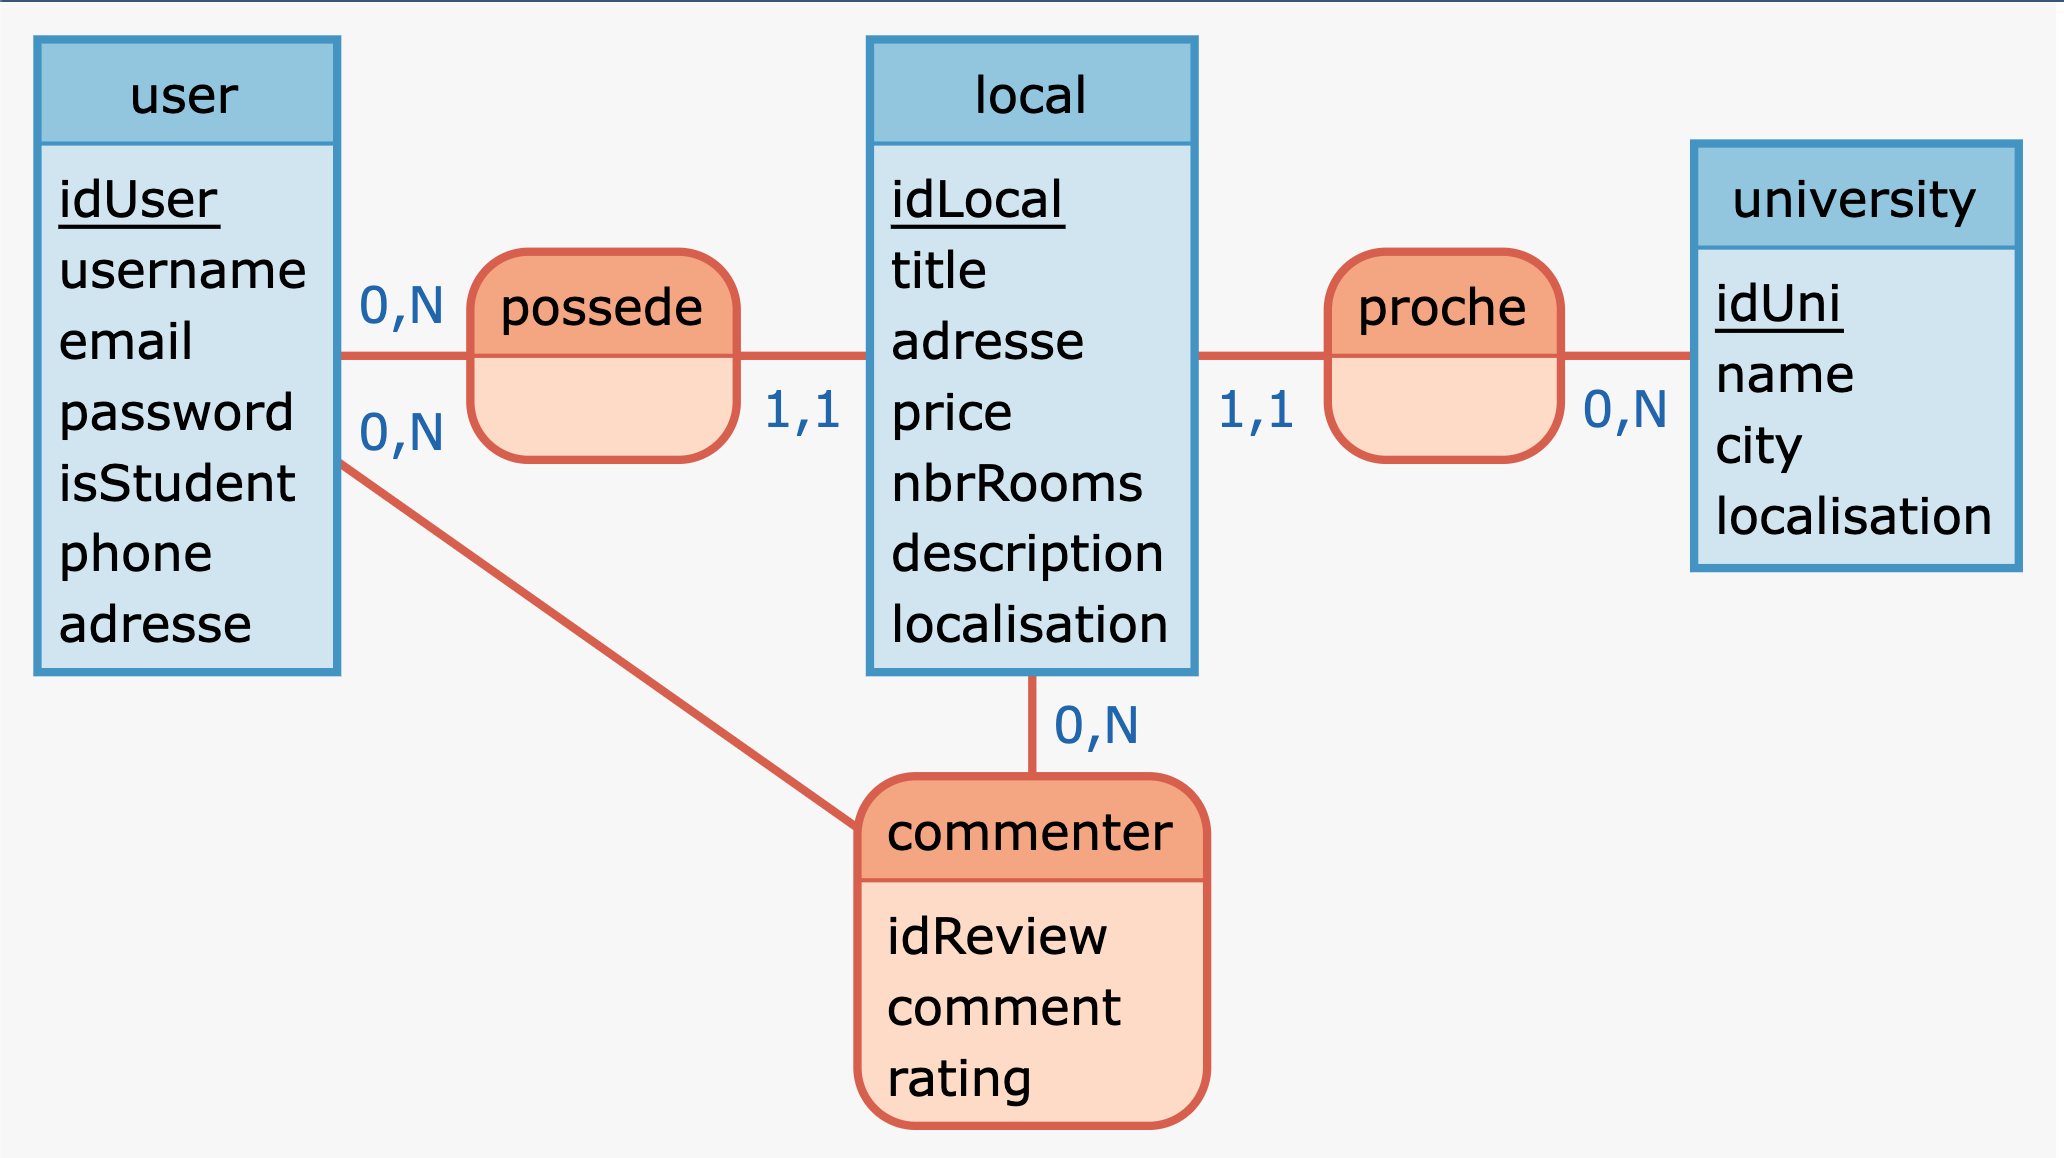 user
idUser
username
email
password
isStudent
phone
adresse
0,N
0,N
possede
1,1
local
idLocal
title
adresse
price
nbrRooms
description
localisation
1,1
proche
0,N
university
idUni
name
city
localisation
0,N
commenter
idReview
comment
rating